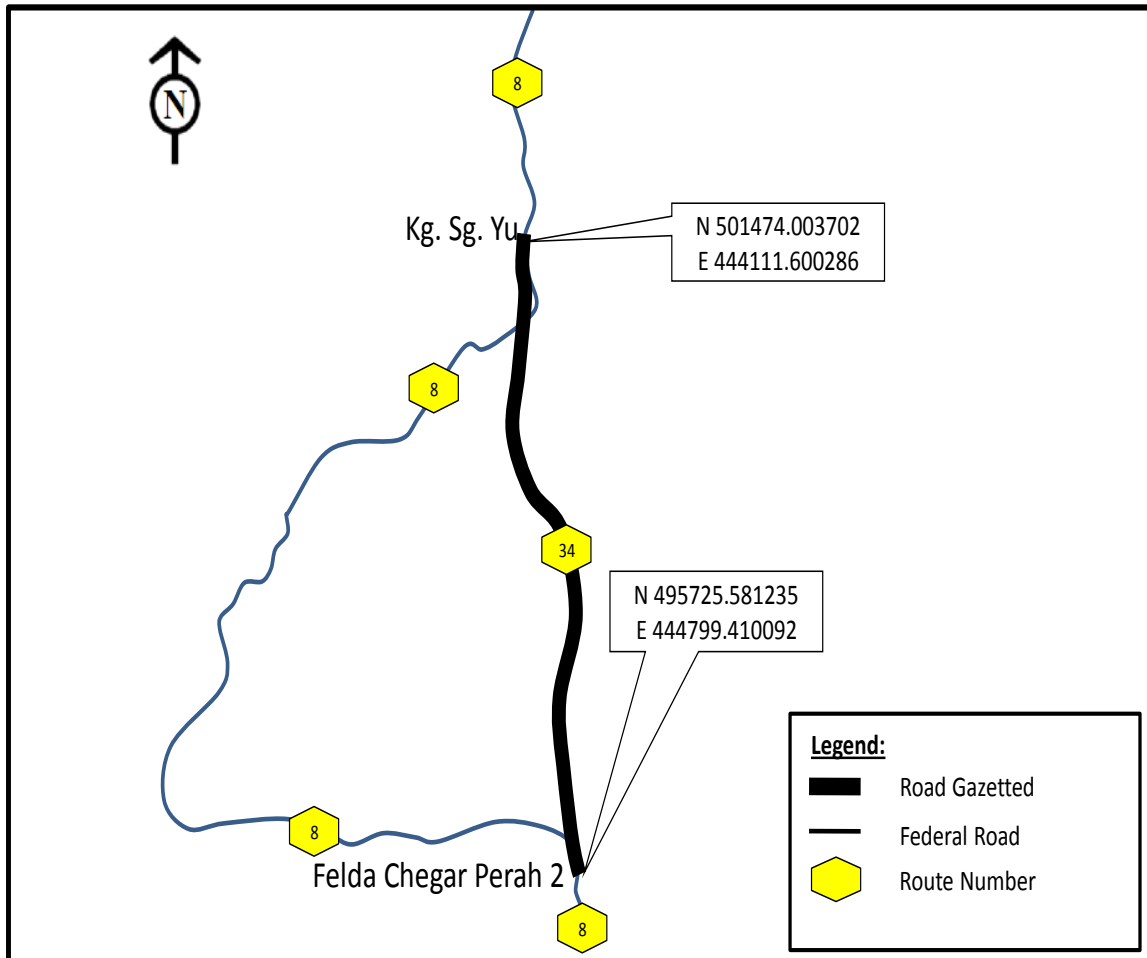 8
N
Kg. Sg. Yu
N 501474.003702
E 444111.600286
8
34
N 495725.581235
E 444799.410092
8
Felda Chegar Perah 2
8
Legend:
Road Gazetted
Federal Road
Route Number